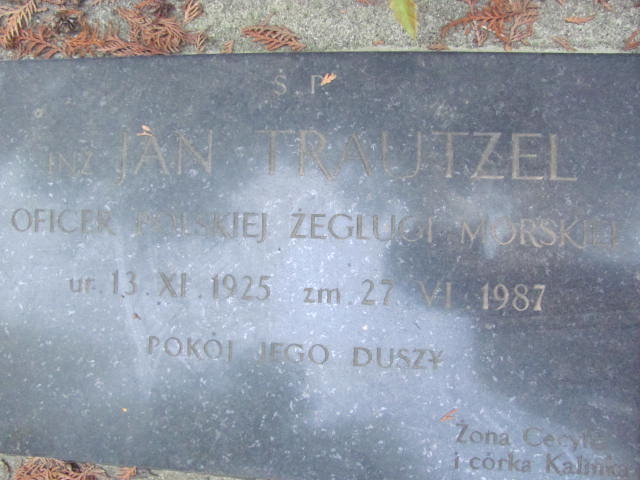 Ś. P.
INŻ JAN TRAUTZEL
OFICER POLSKIEJ ŻEGLUGI MORSKIEJ
ur. 13. XI. 1925 zm. 27. VI. 1987
POKÓJ JEGO DUSZY
Żona Cecylia
i córka Kalinka